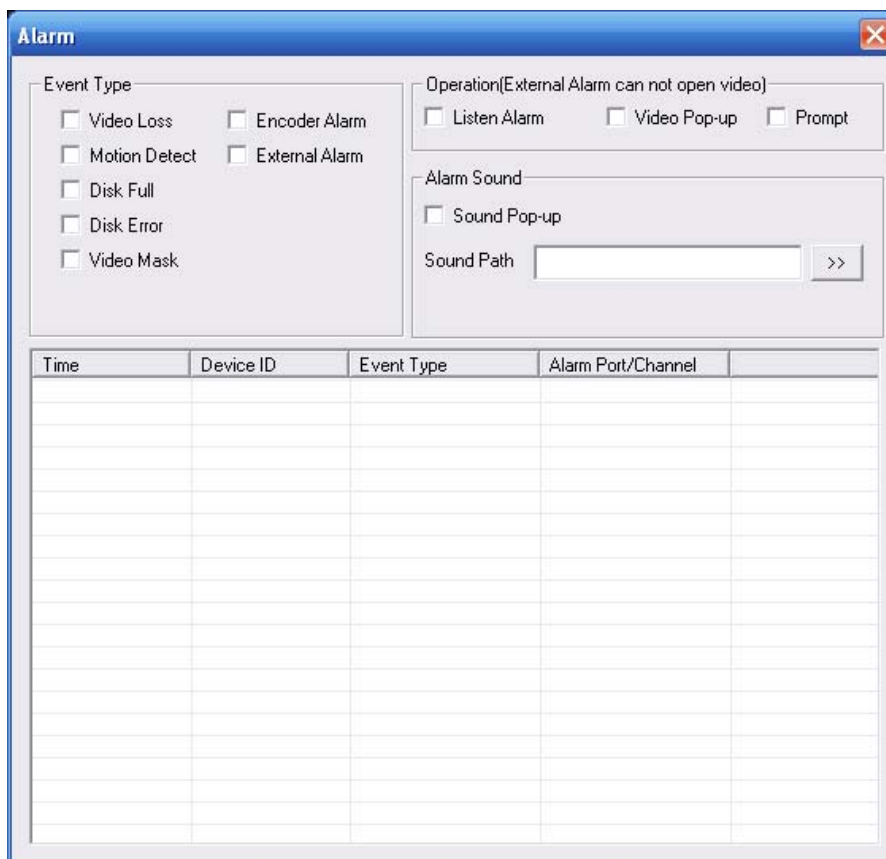 Alarm
Event Type
Video Loss
Encoder Alarm
Motion Detect
External Alarm
Disk Full
Disk Error
Video Mask
Operation(External Alarm can not open video)
Listen Alarm
Video Pop-up
Prompt
Alarm Sound
Sound Pop-up
Sound Path
>>
Time
Device ID
Event Type
Alarm Port/Channel